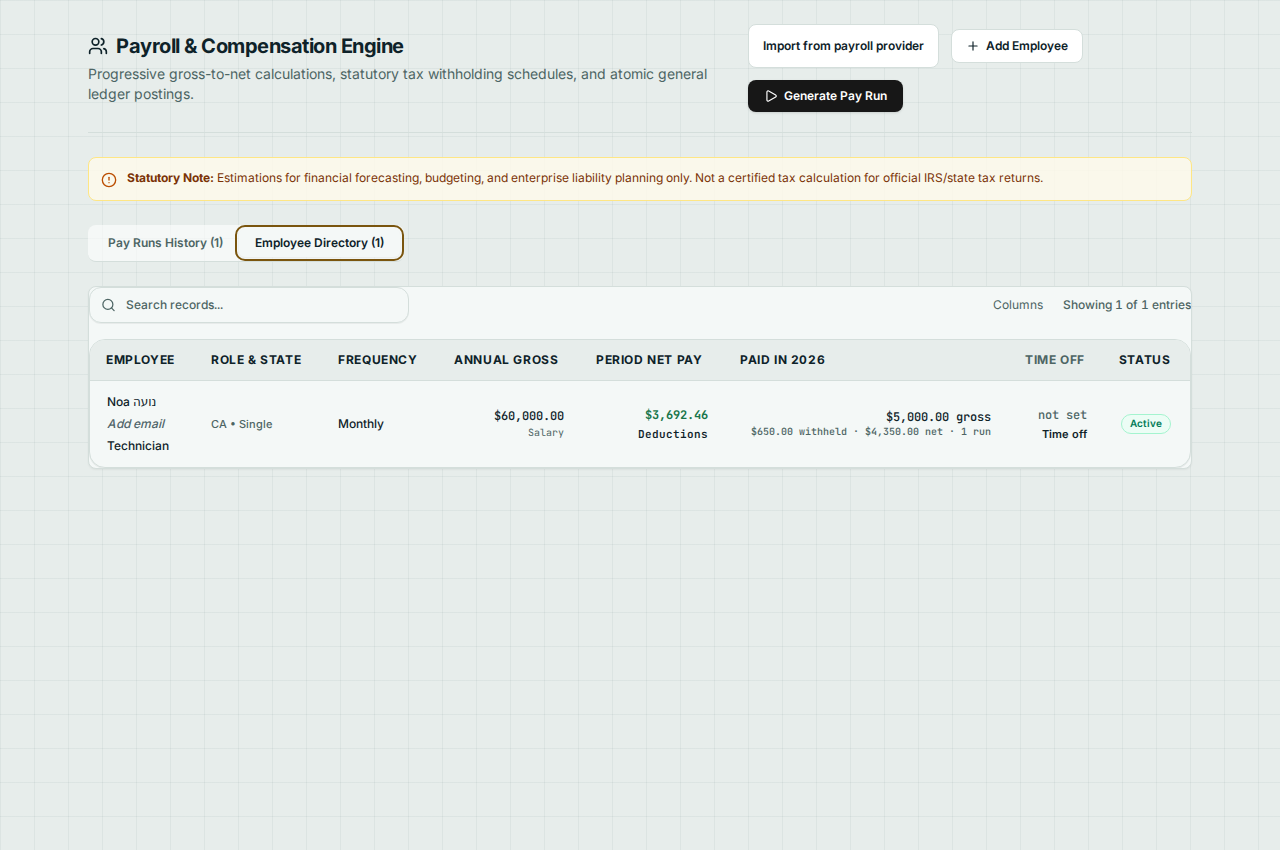 Payroll & Compensation Engine
Progressive gross-to-net calculations, statutory tax withholding schedules, and atomic general
ledger postings.
Import from payroll provider
Add Employee
Generate Pay Run
Statutory Note: Estimations for financial forecasting, budgeting, and enterprise liability planning only. Not a certified tax calculation for official IRS/state tax returns.
Pay Runs History (1)
Employee Directory (1)
Search records...
Columns
Showing 1 of 1 entries
EMPLOYEE ROLE & STATE FREQUENCY ANNUAL GROSS PERIOD NET PAY PAID IN 2026 TIME OFF STATUS
Noa נועה
Add email
Technician
CA • Single
Monthly
$60,000.00
Salary
$3,692.46
Deductions
$5,000.00 gross
$650.00 withheld · $4,350.00 net · 1 run
not set
Time off
Active